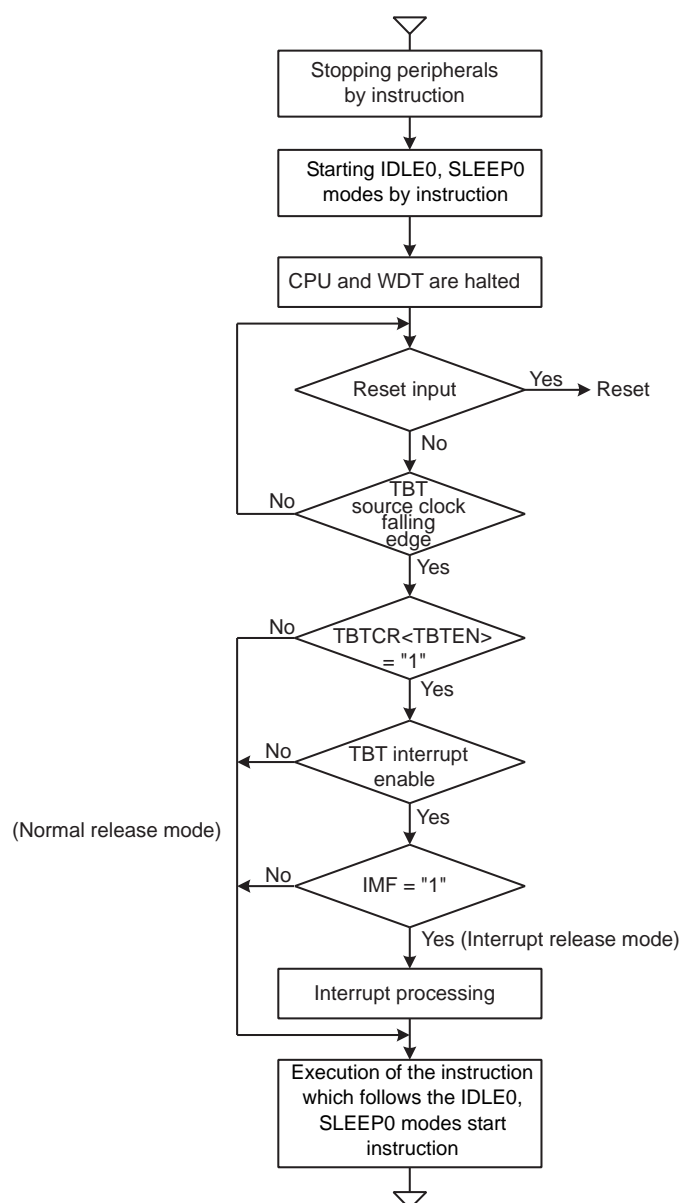 Stopping peripherals
by instruction
Starting IDLE0, SLEEP0
modes by instruction
CPU and WDT are halted
Reset input
Yes
Reset
No
No
TBT
source clock
falling
edge
Yes
No
TBTCR<TBTEN>
= "1"
Yes
No
TBT interrupt
enable
Yes
(Normal release mode)
No
IMF = "1"
Yes (Interrupt release mode)
Interrupt processing
Execution of the instruction
which follows the IDLE0,
SLEEP0 modes start
instruction